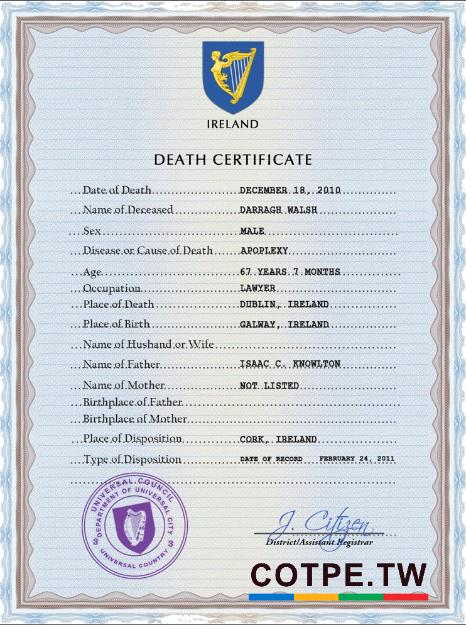 IRELAND
DEATH CERTIFICATE
Date of Death DECEMBER 18, 2010
Name of Deceased DARRAGH WALSH
Sex MALE
Disease or Cause of Death APOPLEXY
Age 67 YEARS 7 MONTHS
Occupation LAWYER
Place of Death DUBLIN, IRELAND
Place of Birth GALWAY, IRELAND
Name of Husband or Wife
Name of Father ISAAC C. KNOWLTON
Name of Mother NOT LISTED
Birthplace of Father
Birthplace of Mother
Place of Disposition CORK, IRELAND
Type of Disposition DATE OF RECORD FEBRUARY 24, 2011
UNIVERSAL COUNCIL
DEPARTMENT OF UNIVERSAL CITY
UNIVERSAL COUNTRY
J. Citizen
District/Assistant Registrar
COTPE.TW